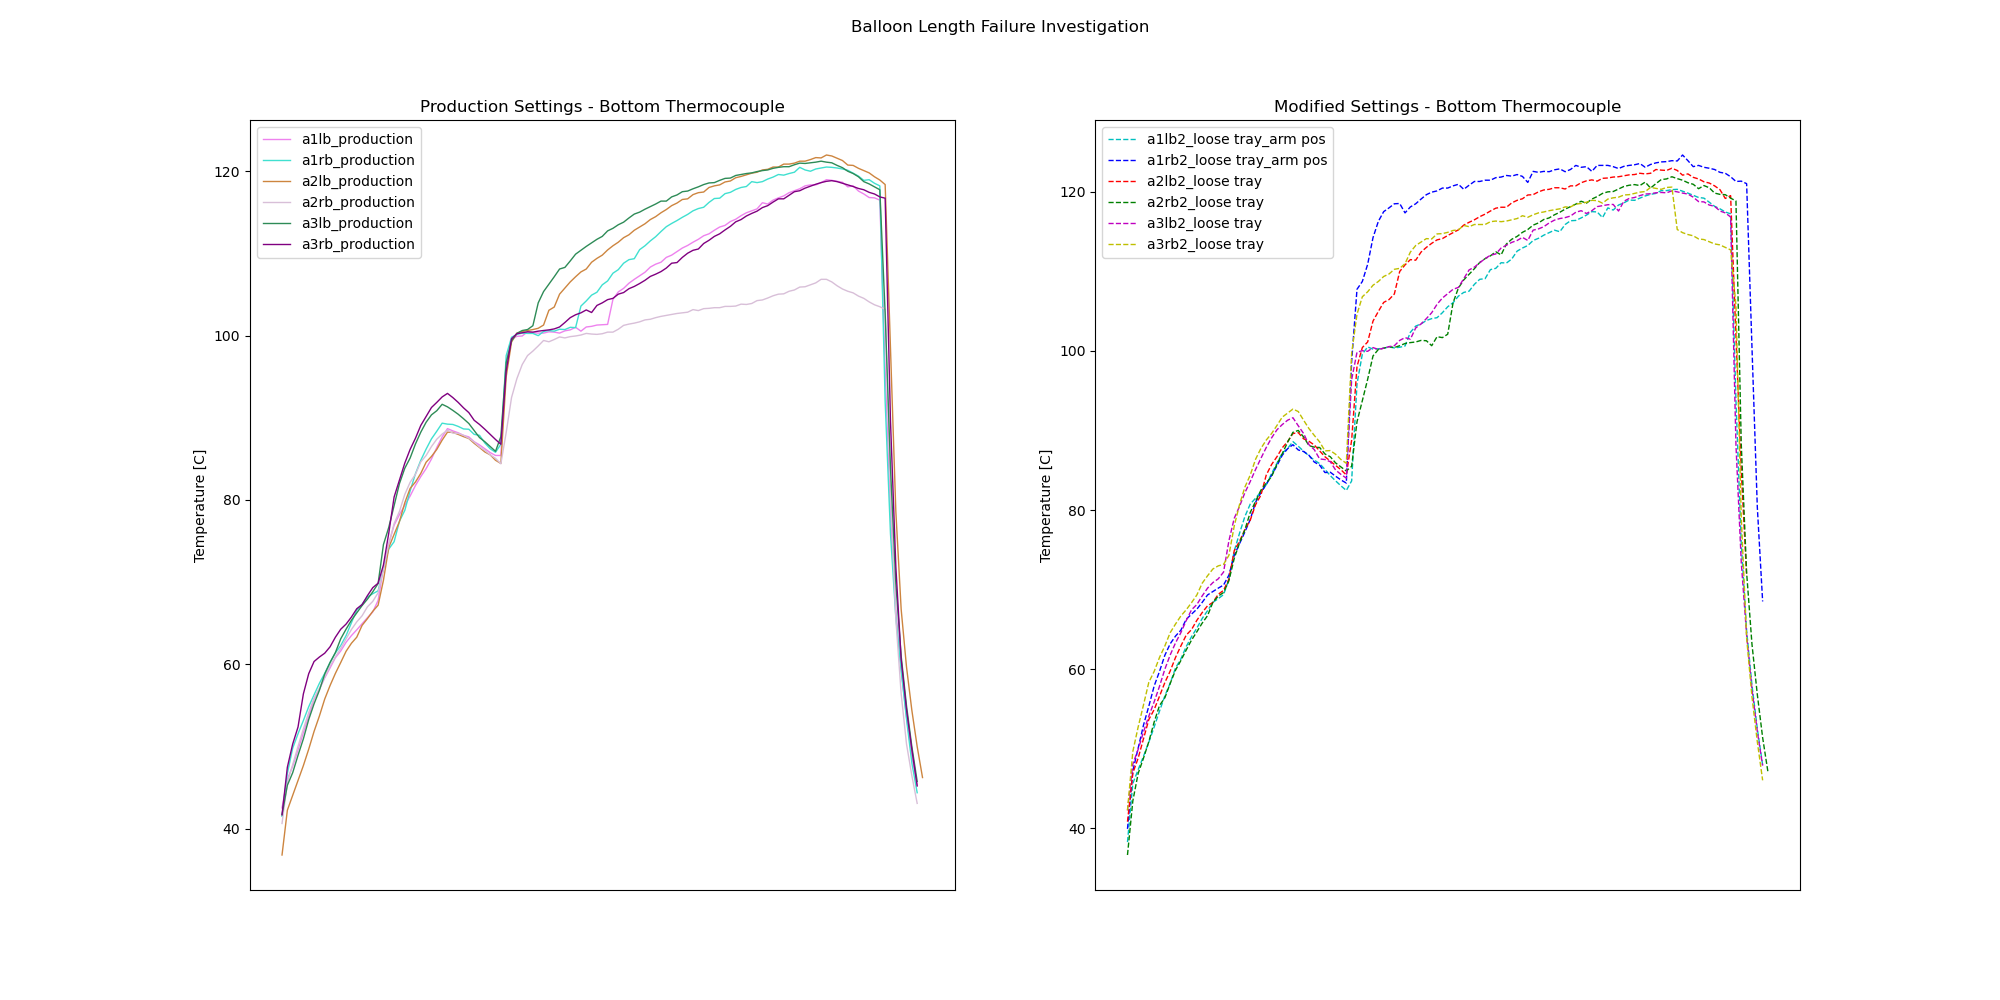 Balloon Length Failure Investigation
Production Settings - Bottom Thermocouple
a1lb_production
a1rb_production
a2lb_production
a2rb_production
a3lb_production
a3rb_production
120
100
80
60
40
Temperature [C]
Modified Settings - Bottom Thermocouple
a1lb2_loose tray_arm pos
a1rb2_loose tray_arm pos
a2lb2_loose tray
a2rb2_loose tray
a3lb2_loose tray
a3rb2_loose tray
120
100
80
60
40
Temperature [C]